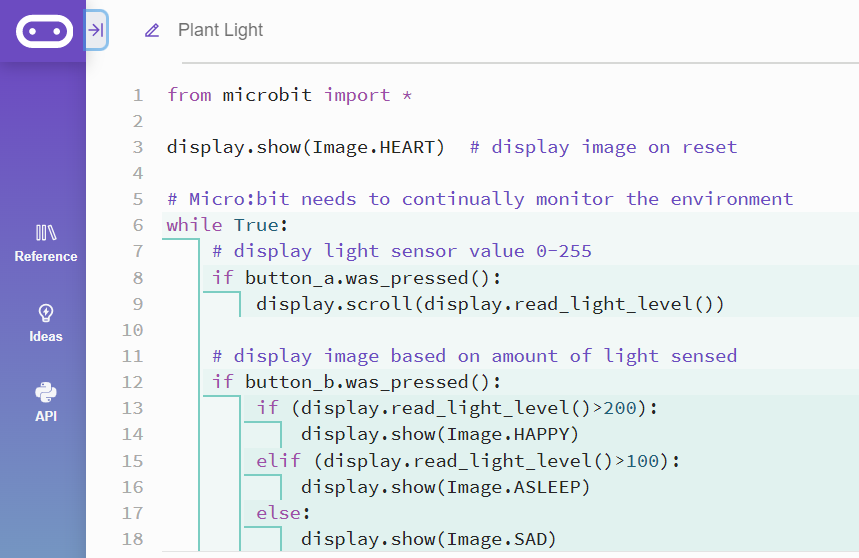 Plant Light
1 from microbit import *
2
3 display.show(Image.HEART)  # display image on reset
4
5 # Micro:bit needs to continually monitor the environment
6 while True:
7     # display light sensor value 0-255
8     if button_a.was_pressed():
9         display.scroll(display.read_light_level())
10
11     # display image based on amount of light sensed
12     if button_b.was_pressed():
13         if (display.read_light_level()>200):
14             display.show(Image.HAPPY)
15         elif (display.read_light_level()>100):
16             display.show(Image.ASLEEP)
17         else:
18             display.show(Image.SAD)
Reference
Ideas
API